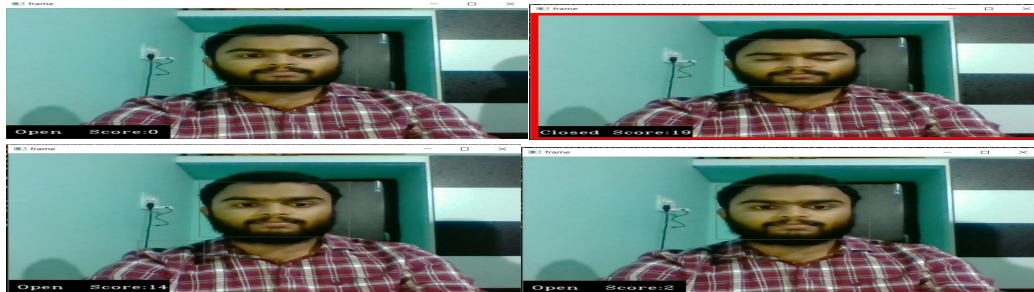 frame
frame
Open Score:0
Closed Score:19
frame
frame
Open Score:14
Open Score:2